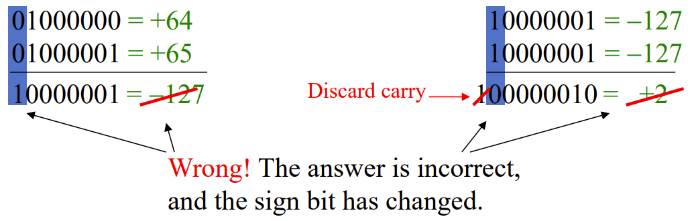 01000000 = +64
01000001 = +65
10000001 = –127
10000001 = –127
10000001 = –127
Discard carry
100000010 = +2
Wrong! The answer is incorrect,
and the sign bit has changed.